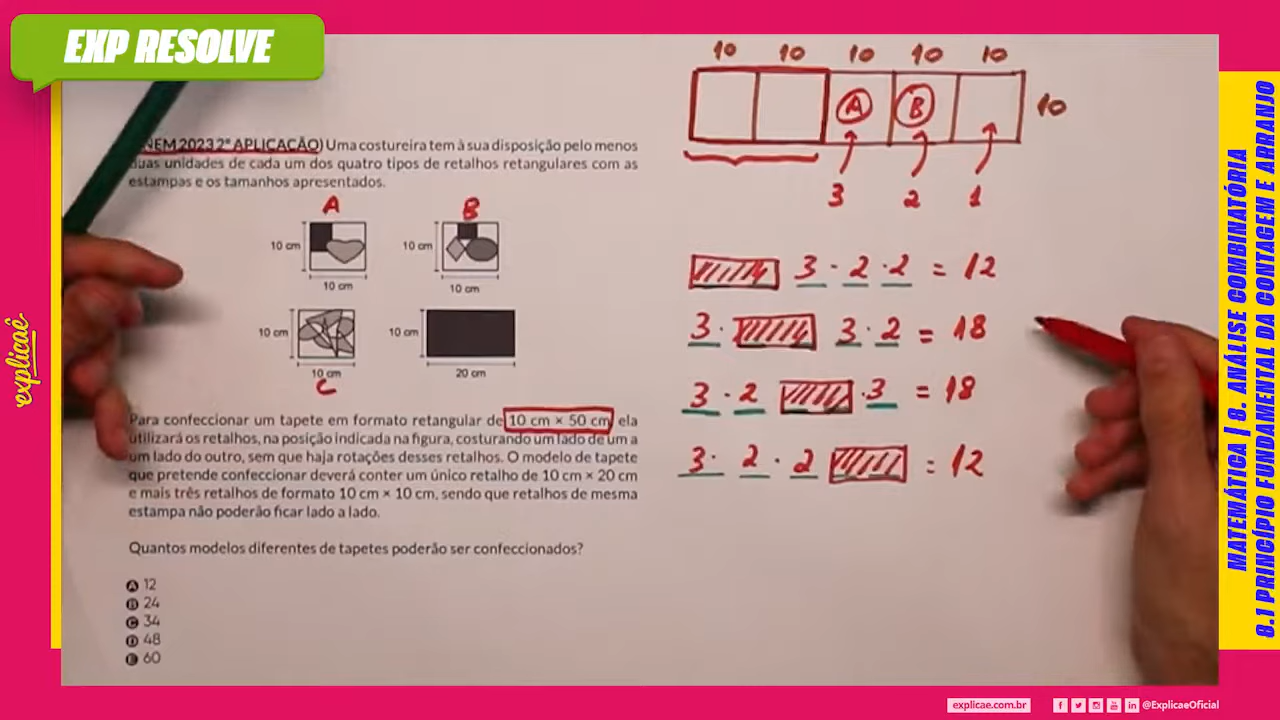 EXP RESOLVE
NEM 2023 2ª APLICAÇÃO) Uma costureira tem à sua disposição pelo menos
duas unidades de cada um dos quatro tipos de retalhos retangulares com as
estampas e os tamanhos apresentados.
A
B
10 cm
10 cm
10 cm
10 cm
10 cm
10 cm
10 cm
20 cm
C
Para confeccionar um tapete em formato retangular de 10 cm × 50 cm, ela
utilizará os retalhos, na posição indicada na figura, costurando um lado de um a
um lado do outro, sem que haja rotações desses retalhos. O modelo de tapete
que pretende confeccionar deverá conter um único retalho de 10 cm × 20 cm
e mais três retalhos de formato 10 cm × 10 cm, sendo que retalhos de mesma
estampa não poderão ficar lado a lado.
Quantos modelos diferentes de tapetes poderão ser confeccionados?
A 12
B 24
C 34
D 48
E 60
10 10 10 10 10
A B
10
3 2 1
3 · 2 · 2 = 12
3 · 3 · 2 = 18
3 · 2 · 3 = 18
3 · 2 · 2 = 12
explicaê
MATEMÁTICA | 8. ANÁLISE COMBINATÓRIA
8.1 PRINCÍPIO FUNDAMENTAL DA CONTAGEM E ARRANJO
explicae.com.br
@ExplicaeOficial